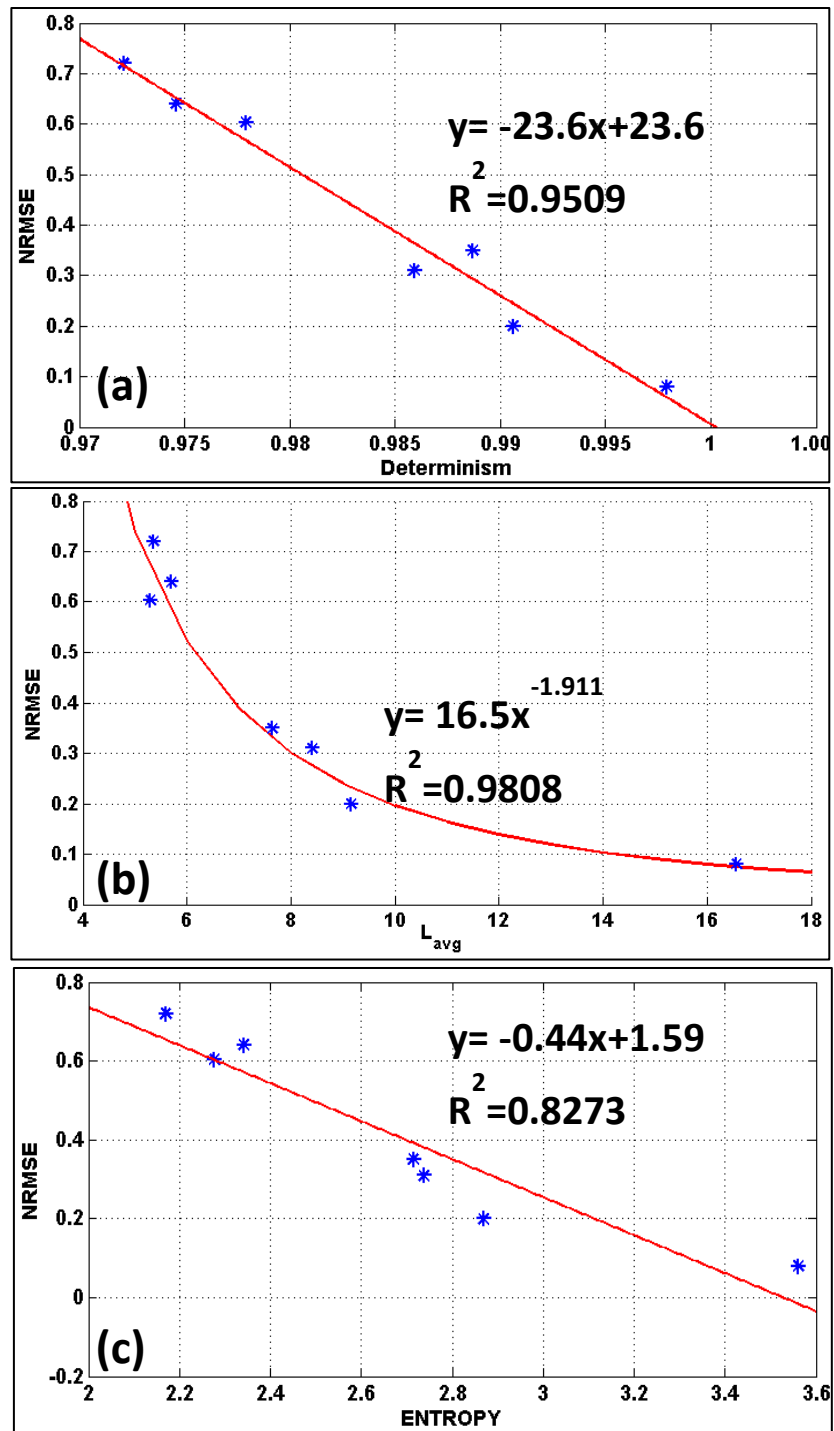 0.8
0.7
0.6
0.5
0.4
0.3
0.2
0.1
0
NRMSE
y= -23.6x+23.6
R2=0.9509
(a)
0.97 0.975 0.98 0.985 0.99 0.995 1 1.00
Determinism
0.8
0.7
0.6
0.5
0.4
0.3
0.2
0.1
0
NRMSE
y= 16.5x-1.911
R2=0.9808
(b)
4 6 8 10 12 14 16 18
Lavg
0.8
0.6
0.4
0.2
0
-0.2
NRMSE
y= -0.44x+1.59
R2=0.8273
(c)
2 2.2 2.4 2.6 2.8 3 3.2 3.4 3.6
ENTROPY